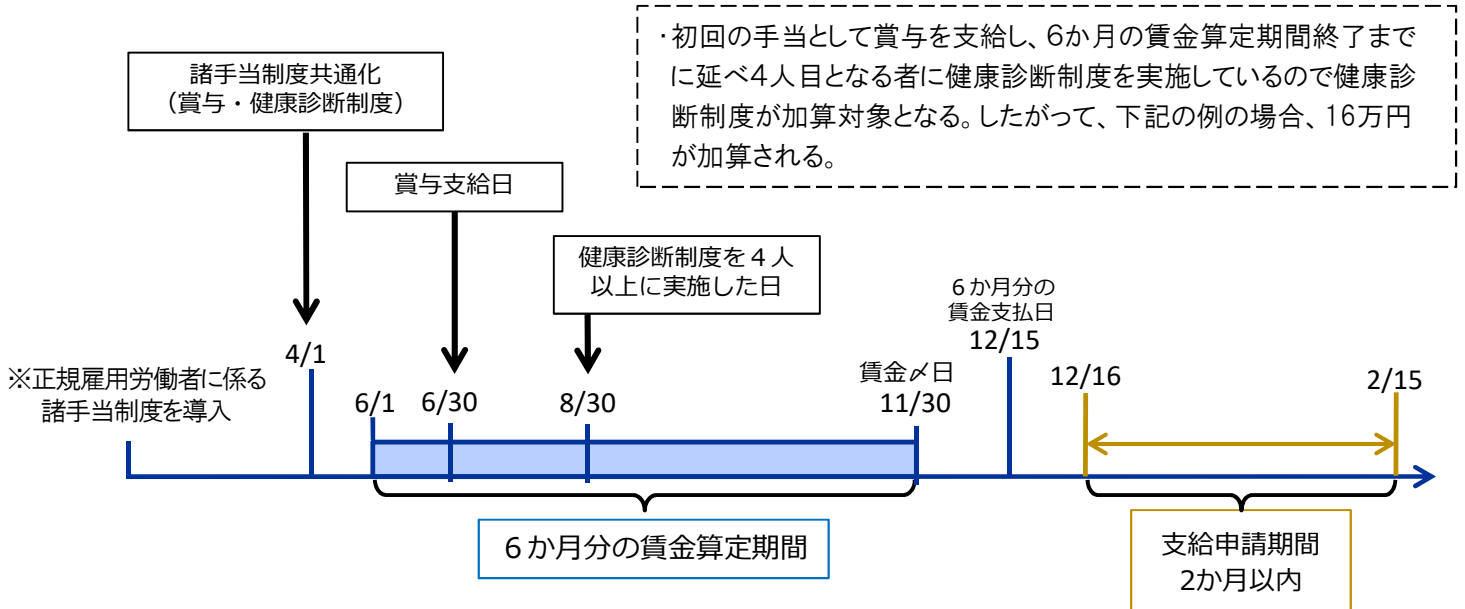 ・初回の手当として賞与を支給し、6か月の賃金算定期間終了まで
に延べ4人目となる者に健康診断制度を実施しているので健康診
断制度が加算対象となる。したがって、下記の例の場合、16万円
が加算される。
諸手当制度共通化
（賞与・健康診断制度）
賞与支給日
健康診断制度を４人
以上に実施した日
６か月分の
賃金支払日
12/15
4/1
※正規雇用労働者に係る
諸手当制度を導入
6/1
6/30
8/30
賃金〆日
11/30
12/16
2/15
６か月分の賃金算定期間
支給申請期間
2か月以内